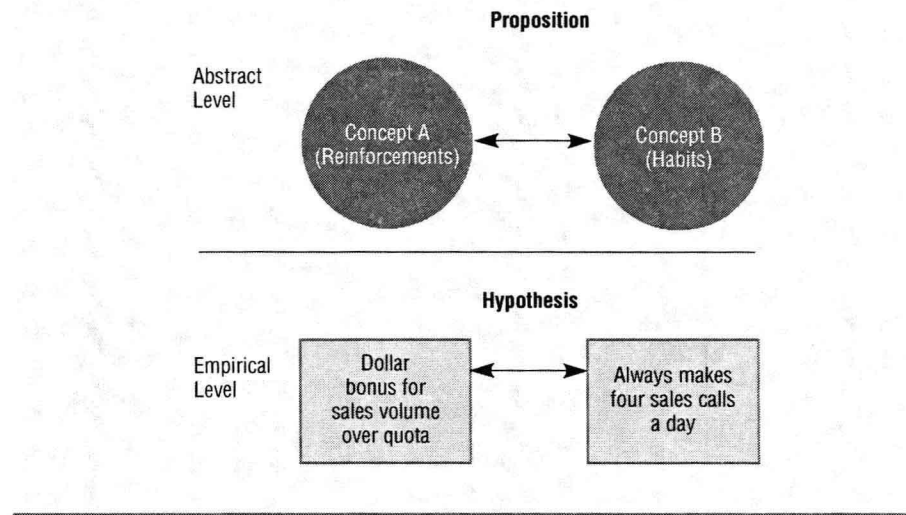 Proposition
Abstract
Level
Concept A
(Reinforcements)
Concept B
(Habits)
Hypothesis
Empirical
Level
Dollar
bonus for
sales volume
over quota
Always makes
four sales calls
a day